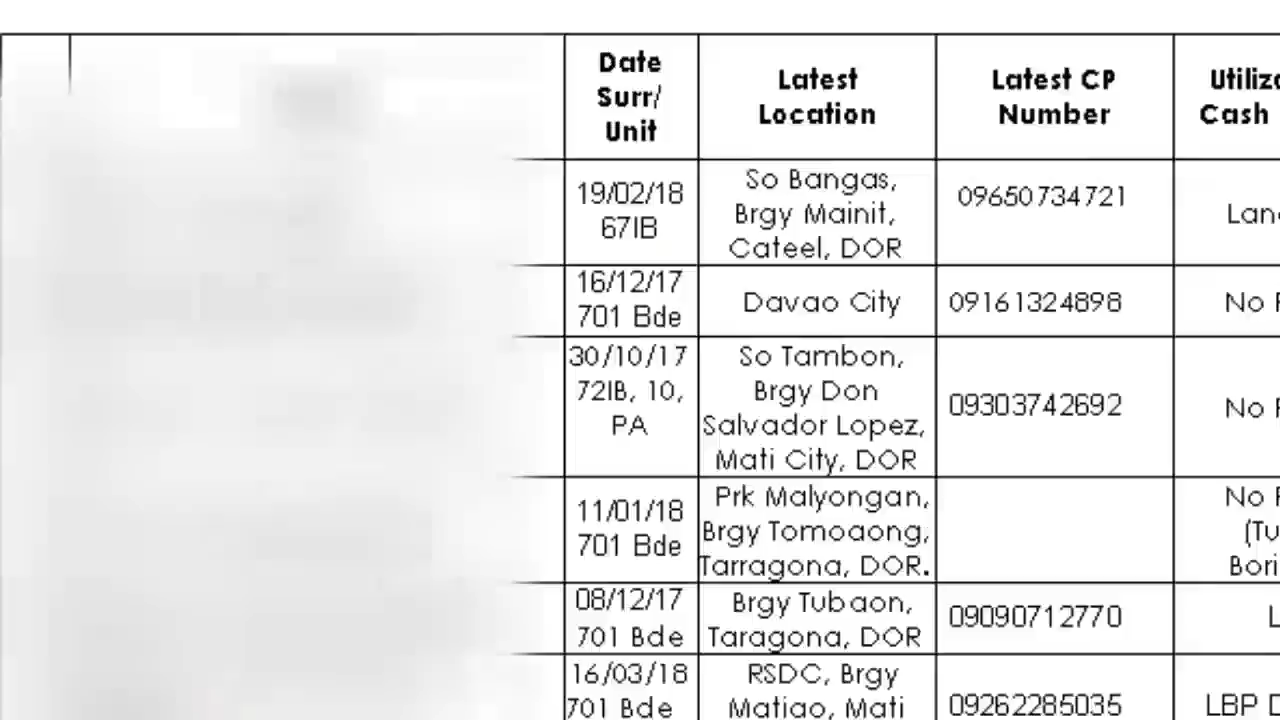 Date
Surr/
Unit
Latest
Location
Latest CP
Number
Utiliz
Cash
19/02/18
67IB
So Bangas,
Brgy Mainit,
Cateel, DOR
09650734721
Lan
16/12/17
701 Bde
Davao City
09161324898
No
30/10/17
72IB, 10,
PA
So Tambon,
Brgy Don
Salvador Lopez,
Mati City, DOR
09303742692
No
11/01/18
701 Bde
Prk Malyongan,
Brgy Tomoaong,
Tarragona, DOR.
No
(Tu
Bori
08/12/17
701 Bde
Brgy Tubaon,
Taragona, DOR
09090712770
L
16/03/18
701 Bde
RSDC, Brgy
Matiao, Mati
09262285035
LBP